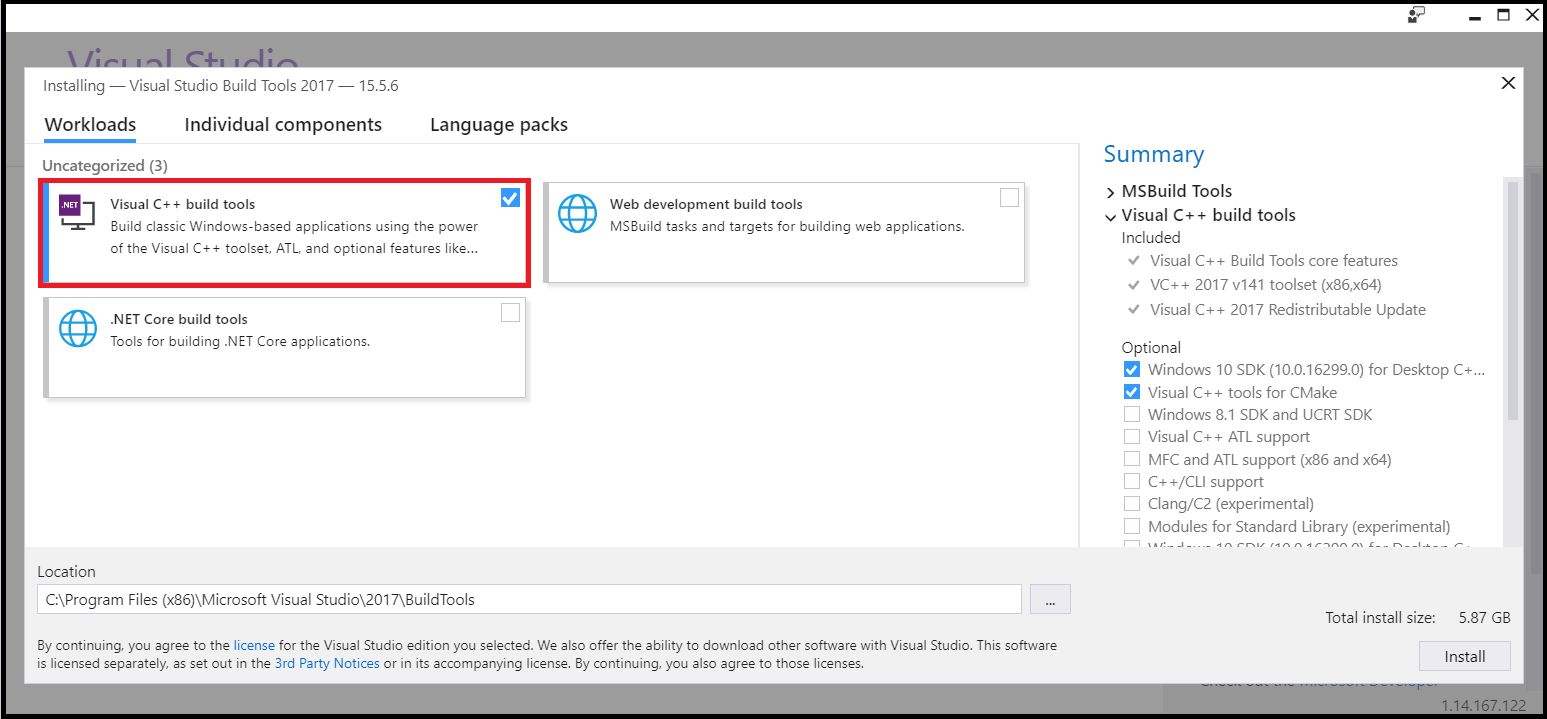 Visual Studio
Installing — Visual Studio Build Tools 2017 — 15.5.6
Workloads
Individual components
Language packs
Uncategorized (3)
.NET
Visual C++ build tools
Build classic Windows-based applications using the power
of the Visual C++ toolset, ATL, and optional features like...
Web development build tools
MSBuild tasks and targets for building web applications.
.NET Core build tools
Tools for building .NET Core applications.
Summary
MSBuild Tools
Visual C++ build tools
Included
Visual C++ Build Tools core features
VC++ 2017 v141 toolset (x86,x64)
Visual C++ 2017 Redistributable Update
Optional
Windows 10 SDK (10.0.16299.0) for Desktop C+...
Visual C++ tools for CMake
Windows 8.1 SDK and UCRT SDK
Visual C++ ATL support
MFC and ATL support (x86 and x64)
C++/CLI support
Clang/C2 (experimental)
Modules for Standard Library (experimental)
Windows 10 SDK (10.0.16299.0) for Desktop C+...
Location
C:\Program Files (x86)\Microsoft Visual Studio\2017\BuildTools
...
Total install size: 5.87 GB
By continuing, you agree to the license for the Visual Studio edition you selected. We also offer the ability to download other software with Visual Studio. This software
is licensed separately, as set out in the 3rd Party Notices or in its accompanying license. By continuing, you also agree to those licenses.
Install
Check out the Microsoft Developer
1.14.167.122